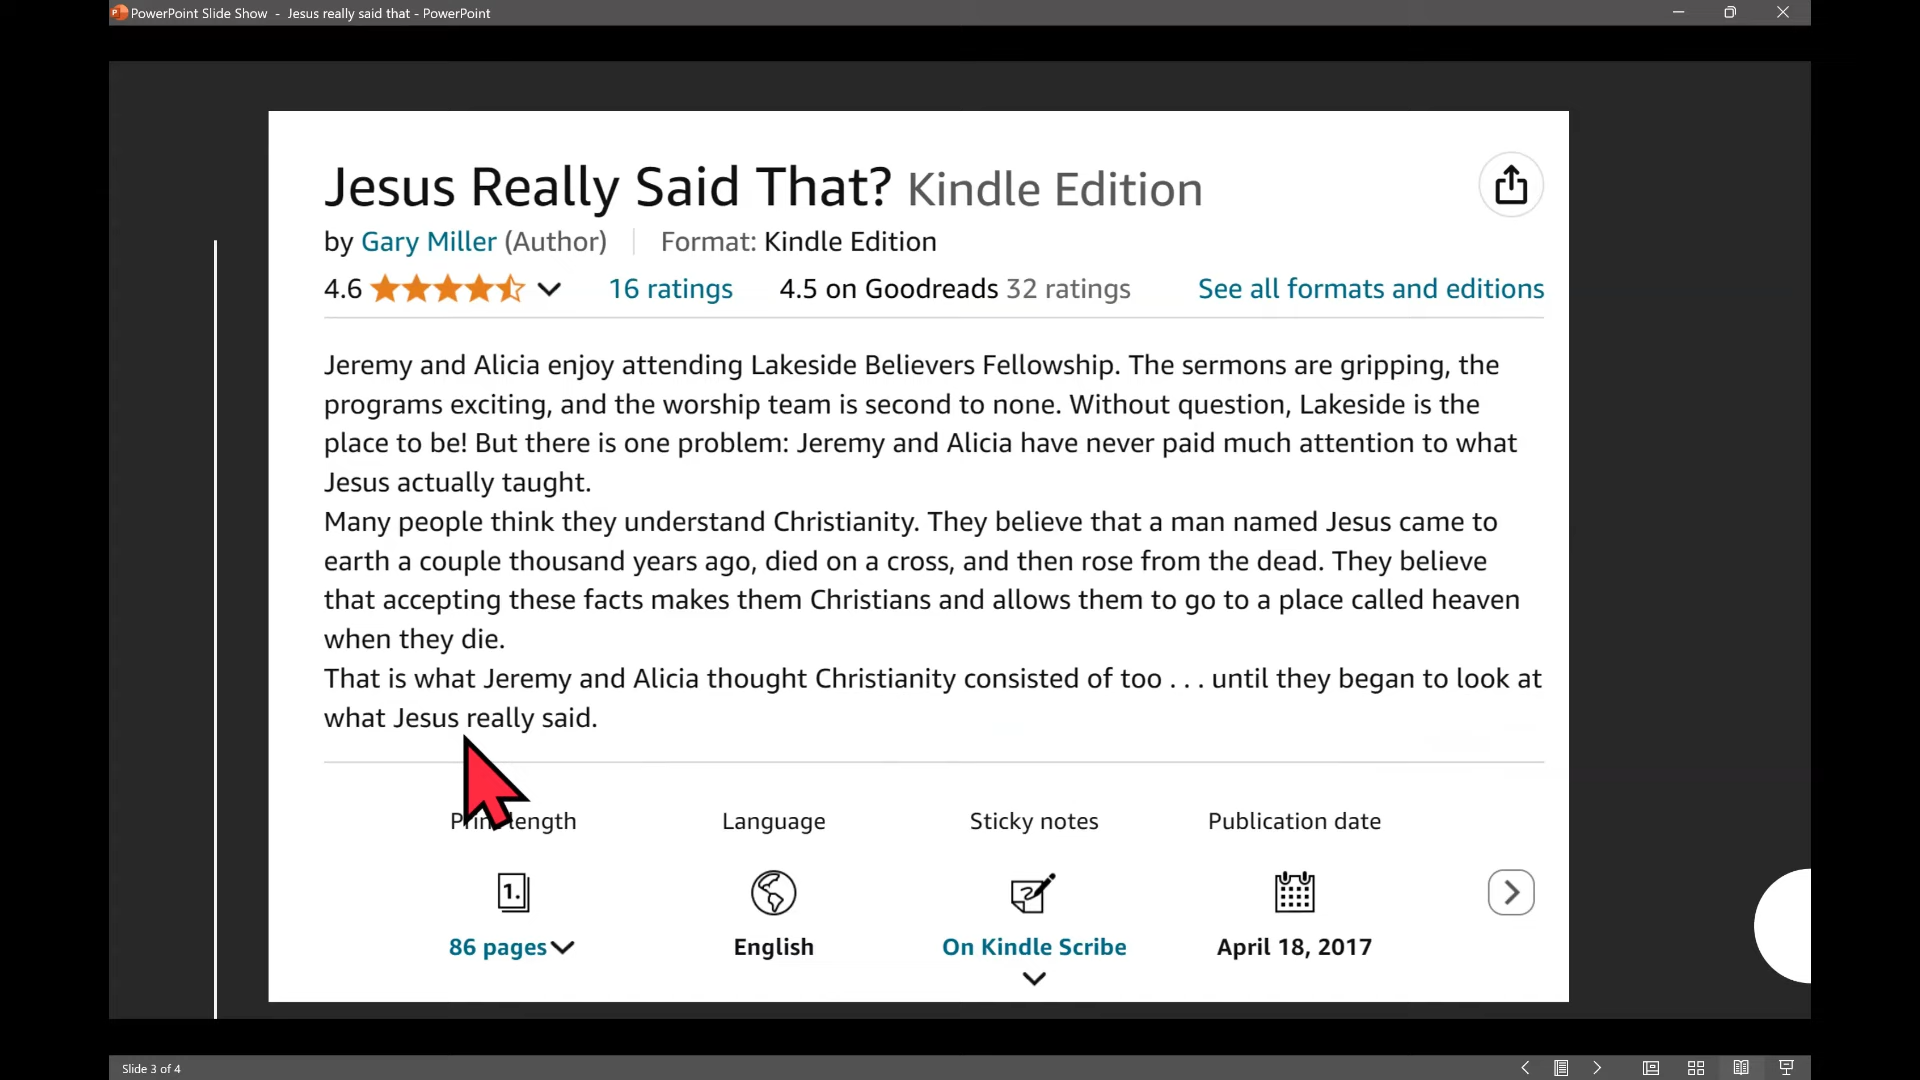 PowerPoint Slide Show - Jesus really said that - PowerPoint
Jesus Really Said That? Kindle Edition
by Gary Miller (Author) Format: Kindle Edition
4.6 16 ratings 4.5 on Goodreads 32 ratings See all formats and editions
Jeremy and Alicia enjoy attending Lakeside Believers Fellowship. The sermons are gripping, the
programs exciting, and the worship team is second to none. Without question, Lakeside is the
place to be! But there is one problem: Jeremy and Alicia have never paid much attention to what
Jesus actually taught.
Many people think they understand Christianity. They believe that a man named Jesus came to
earth a couple thousand years ago, died on a cross, and then rose from the dead. They believe
that accepting these facts makes them Christians and allows them to go to a place called heaven
when they die.
That is what Jeremy and Alicia thought Christianity consisted of too . . . until they began to look at
what Jesus really said.
Print length Language Sticky notes Publication date
1.
86 pages English On Kindle Scribe April 18, 2017
Slide 3 of 4